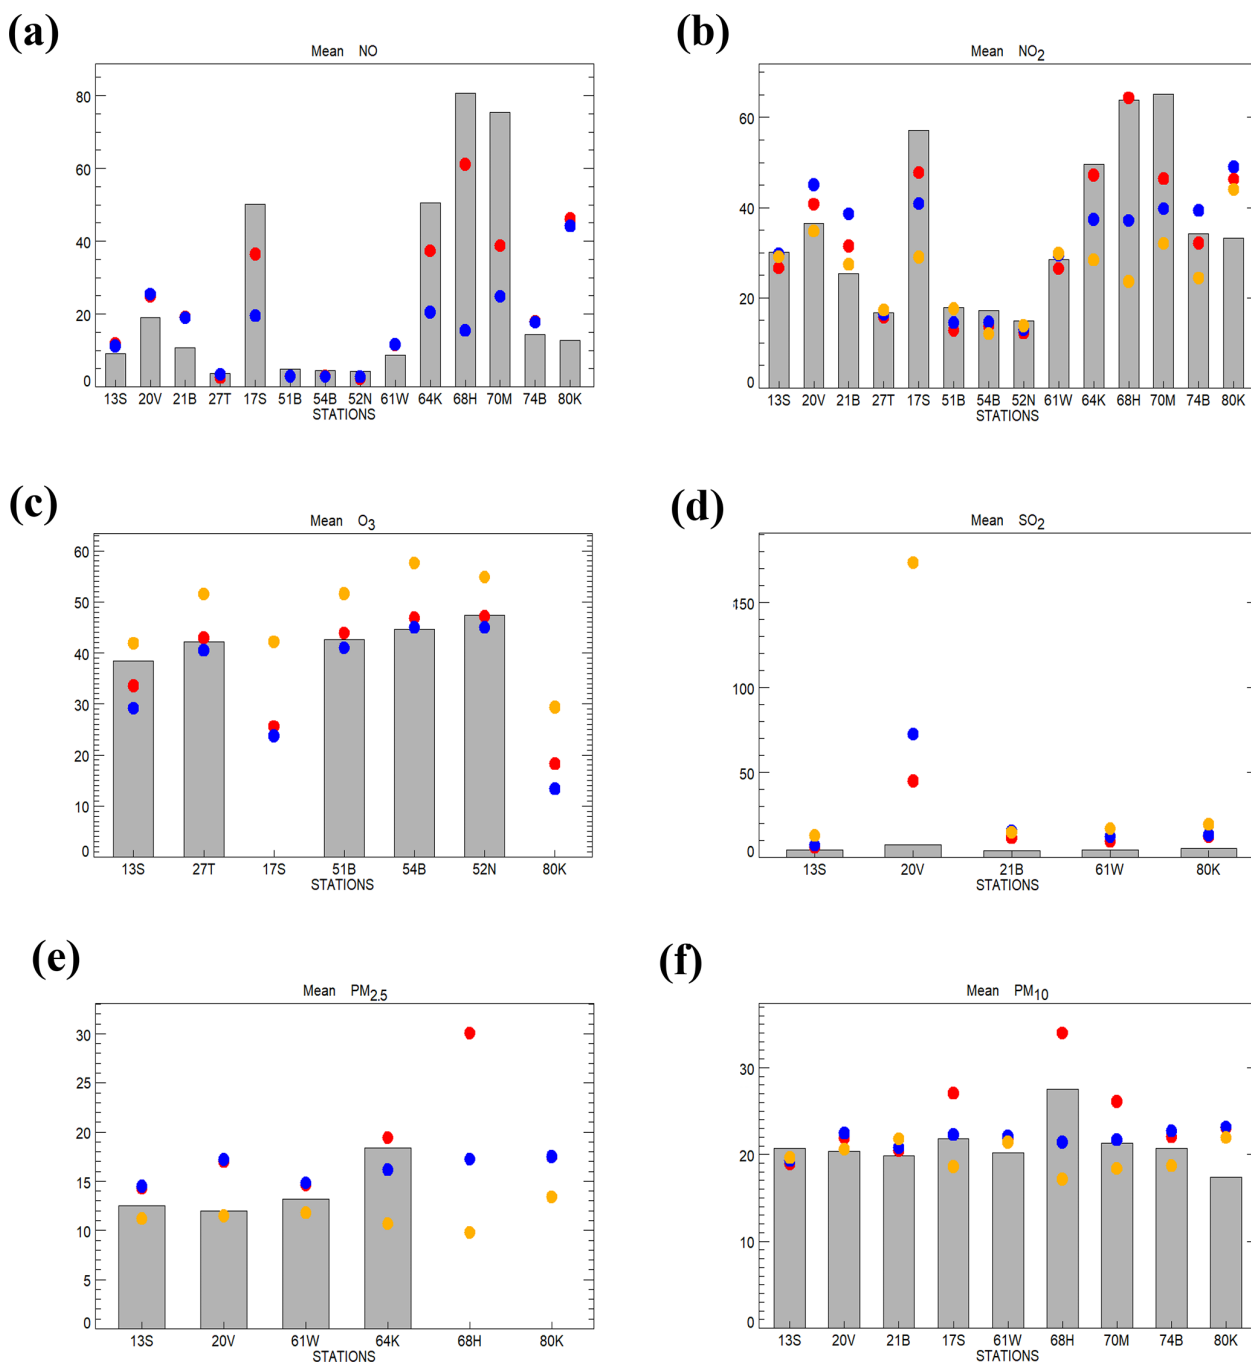 (a)
Mean NO
80
60
40
20
0
13S 20V 21B 27T 17S 51B 54B 52N 61W 64K 68H 70M 74B 80K
STATIONS
(b)
Mean NO2
60
40
20
0
13S 20V 21B 27T 17S 51B 54B 52N 61W 64K 68H 70M 74B 80K
STATIONS
(c)
Mean O3
60
50
40
30
20
10
0
13S 27T 17S 51B 54B 52N 80K
STATIONS
(d)
Mean SO2
150
100
50
0
13S 20V 21B 61W 80K
STATIONS
(e)
Mean PM2.5
30
25
20
15
10
5
0
13S 20V 61W 64K 68H 80K
STATIONS
(f)
Mean PM10
30
20
10
0
13S 20V 21B 17S 61W 68H 70M 74B 80K
STATIONS